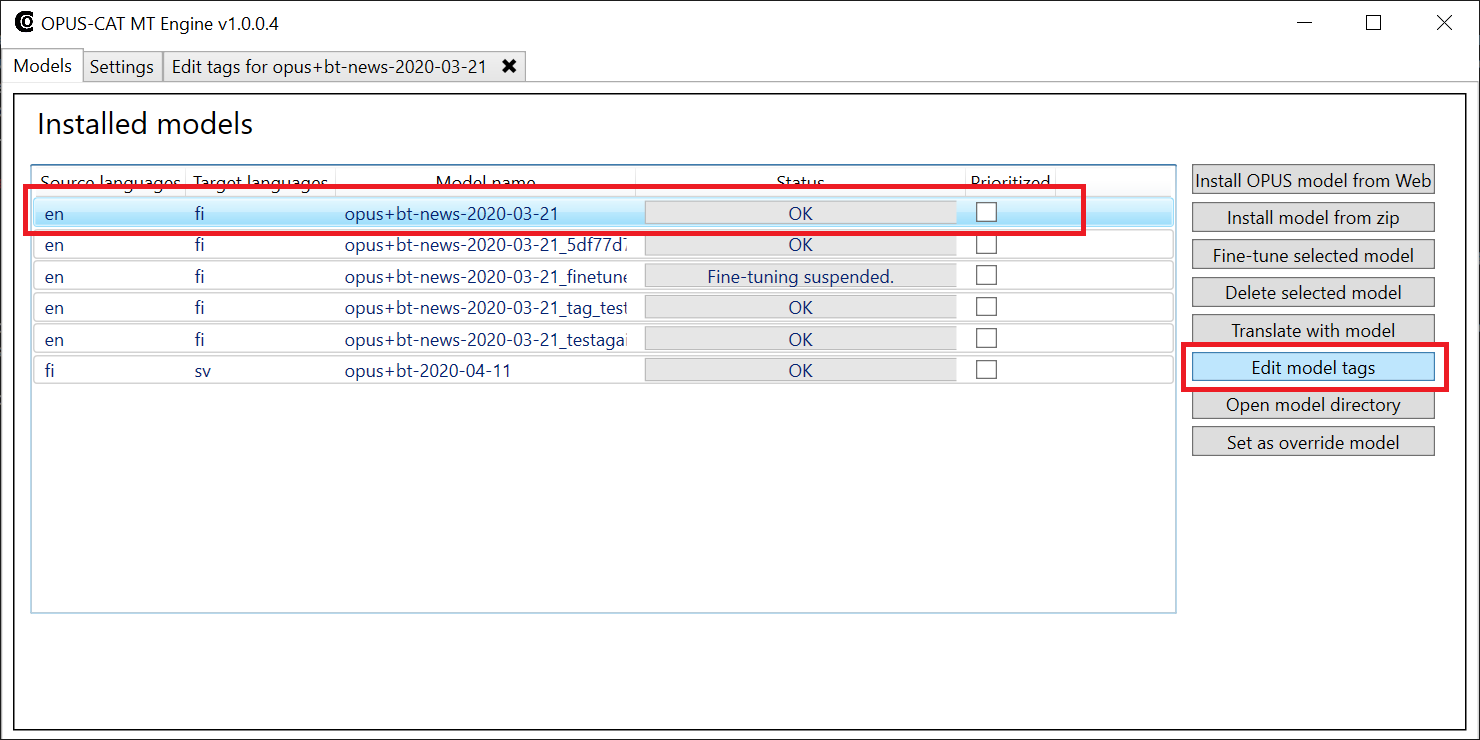 OPUS-CAT MT Engine v1.0.0.4
Models Settings Edit tags for opus+bt-news-2020-03-21
Installed models
Source languages Target languages Model name Status Prioritized
en fi opus+bt-news-2020-03-21 OK
en fi opus+bt-news-2020-03-21_5df77d7 OK
en fi opus+bt-news-2020-03-21_finetune Fine-tuning suspended.
en fi opus+bt-news-2020-03-21_tag_test OK
en fi opus+bt-news-2020-03-21_testagai OK
fi sv opus+bt-2020-04-11 OK
Install OPUS model from Web
Install model from zip
Fine-tune selected model
Delete selected model
Translate with model
Edit model tags
Open model directory
Set as override model